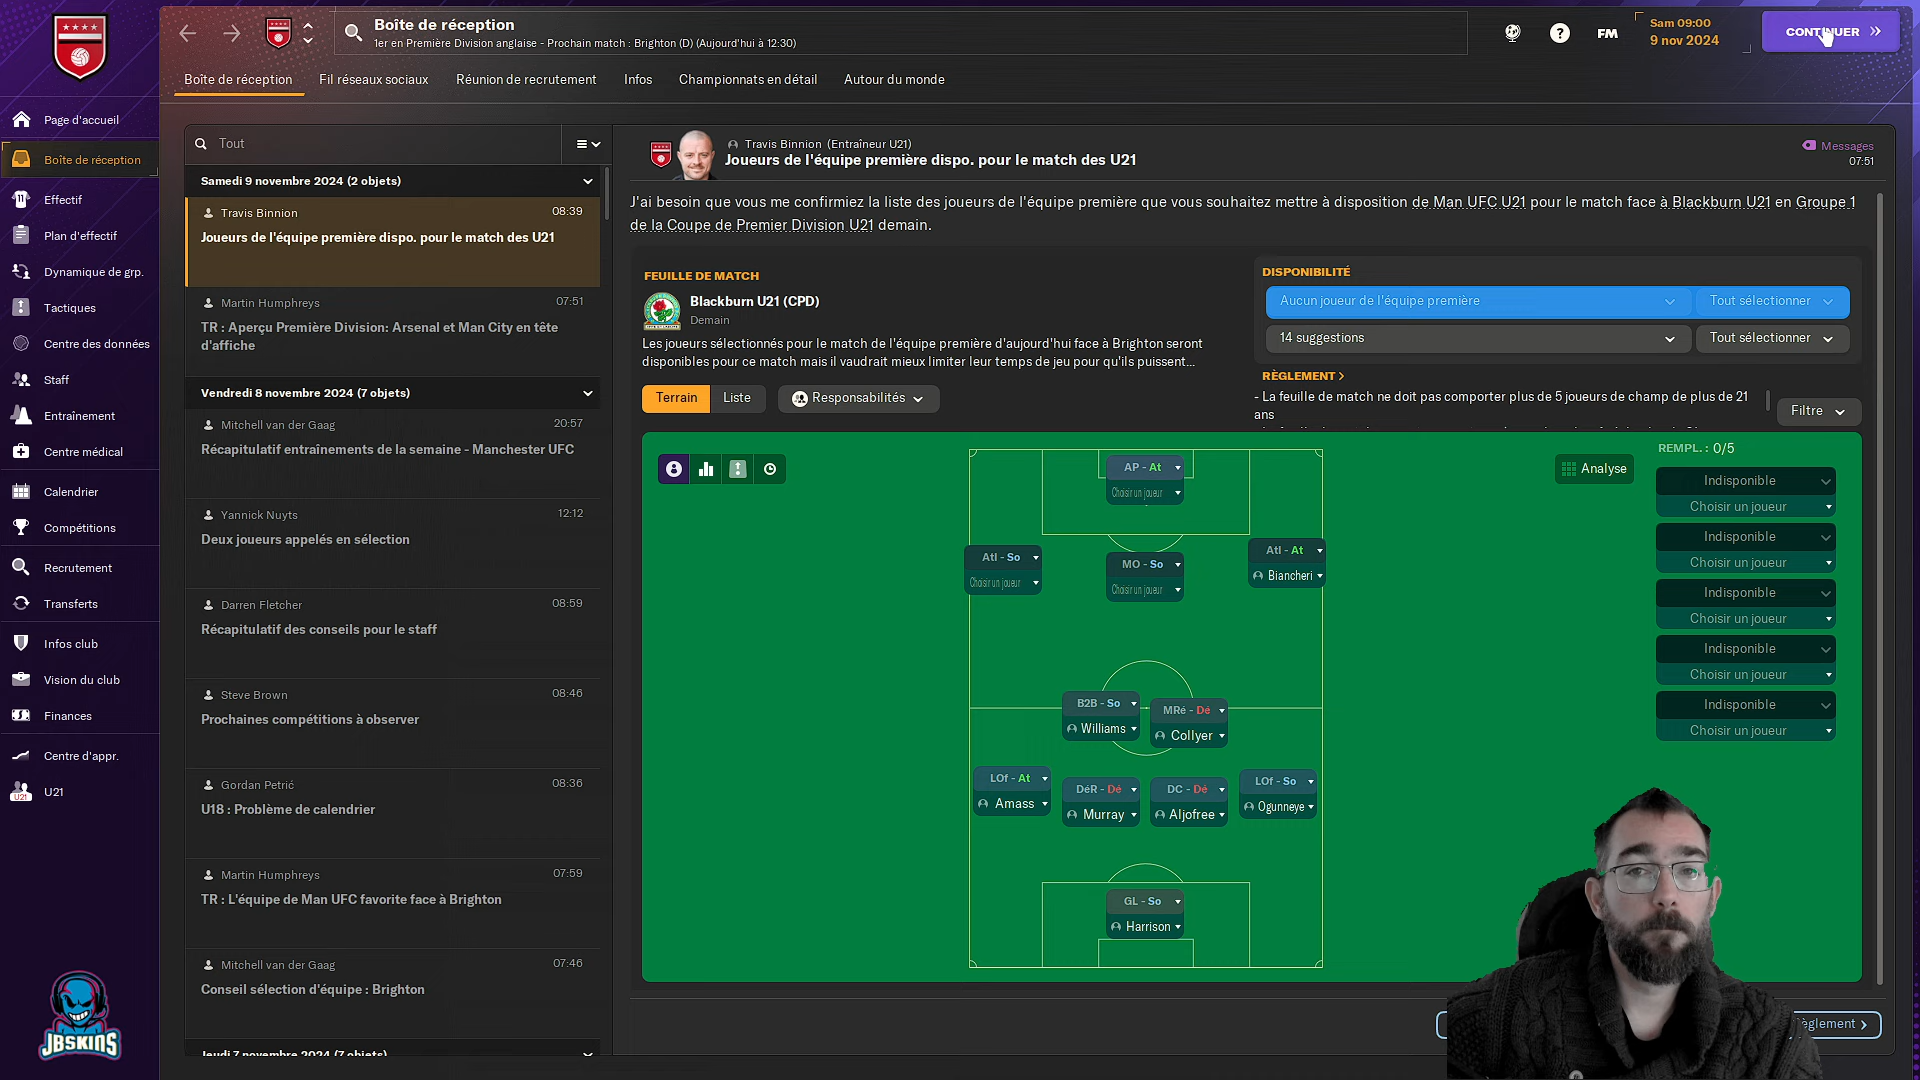 Boîte de réception
1er en Première Division anglaise - Prochain match : Brighton (D) (Aujourd'hui à 12:30)
FM
Sam 09:00
9 nov 2024
CONTINUER
Boîte de réception
Fil réseaux sociaux
Réunion de recrutement
Infos
Championnats en détail
Autour du monde
Page d'accueil
Boîte de réception
Effectif
Plan d'effectif
Dynamique de grp.
Tactiques
Centre des données
Staff
Entraînement
Centre médical
Calendrier
Compétitions
Recrutement
Transferts
Infos club
Vision du club
Finances
Centre d'appr.
U21
U21
JBSKINS
Tout
Samedi 9 novembre 2024 (2 objets)
Travis Binnion
08:39
Joueurs de l'équipe première dispo. pour le match des U21
Martin Humphreys
07:51
TR : Aperçu Première Division: Arsenal et Man City en tête
d'affiche
Vendredi 8 novembre 2024 (7 objets)
Mitchell van der Gaag
20:57
Récapitulatif entraînements de la semaine - Manchester UFC
Yannick Nuyts
12:12
Deux joueurs appelés en sélection
Darren Fletcher
08:59
Récapitulatif des conseils pour le staff
Steve Brown
08:46
Prochaines compétitions à observer
Gordan Petrić
08:36
U18 : Problème de calendrier
Martin Humphreys
07:59
TR : L'équipe de Man UFC favorite face à Brighton
Mitchell van der Gaag
07:46
Conseil sélection d'équipe : Brighton
Jeudi 7 novembre 2024 (7 objets)
Travis Binnion (Entraîneur U21)
Joueurs de l'équipe première dispo. pour le match des U21
Messages
07:51
J'ai besoin que vous me confirmiez la liste des joueurs de l'équipe première que vous souhaitez mettre à disposition de Man UFC U21 pour le match face à Blackburn U21 en Groupe 1
de la Coupe de Premier Division U21 demain.
FEUILLE DE MATCH
Blackburn U21 (CPD)
Demain
Les joueurs sélectionnés pour le match de l'équipe première d'aujourd'hui face à Brighton seront
disponibles pour ce match mais il vaudrait mieux limiter leur temps de jeu pour qu'ils puissent...
Terrain
Liste
Responsabilités
DISPONIBILITÉ
Aucun joueur de l'équipe première
Tout sélectionner
14 suggestions
Tout sélectionner
RÈGLEMENT
- La feuille de match ne doit pas comporter plus de 5 joueurs de champ de plus de 21
ans
Filtre
Analyse
REMPL. : 0/5
Indisponible
Choisir un joueur
Indisponible
Choisir un joueur
Indisponible
Choisir un joueur
Indisponible
Choisir un joueur
Indisponible
Choisir un joueur
AP - At
Choisir un joueur
AtI - So
Choisir un joueur
MO - So
Choisir un joueur
AtI - At
Biancheri
B2B - So
Williams
MRé - Dé
Collyer
LOf - At
Amass
DéR - Dé
Murray
DC - Dé
Aljofree
LOf - So
Ogunneye
GL - So
Harrison
èglement